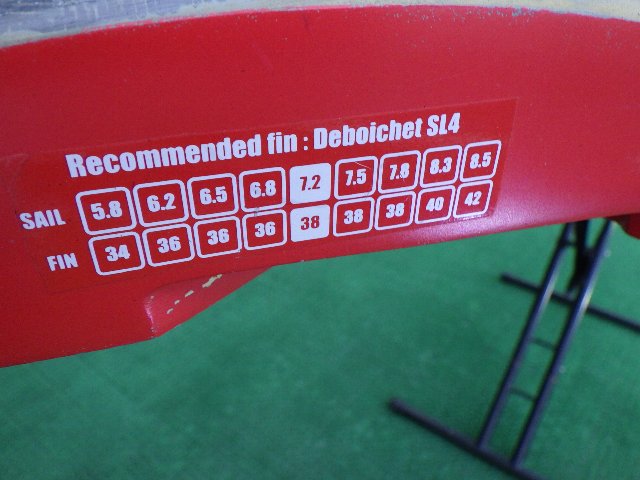 Recommended fin : Deboichet SL4
SAIL 5.8 6.2 6.5 6.8 7.2 7.5 7.8 8.3 8.5
FIN 34 36 36 36 38 38 38 40 42